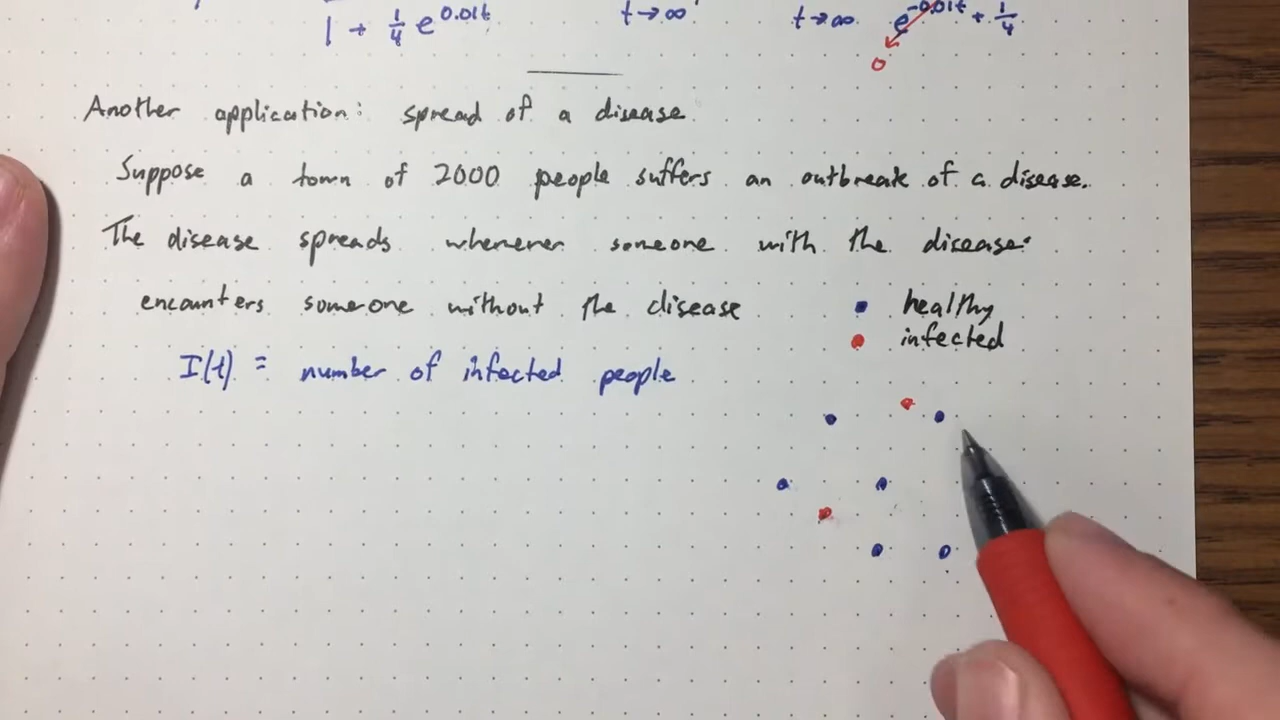 1 + 1/4 e^0.01t   t→∞   t→∞   e^-0.01t + 1/4
0
Another application: spread of a disease
Suppose a town of 2000 people suffers an outbreak of a disease.
The disease spreads whenever someone with the disease
encounters someone without the disease
healthy
infected
I(t) = number of infected people